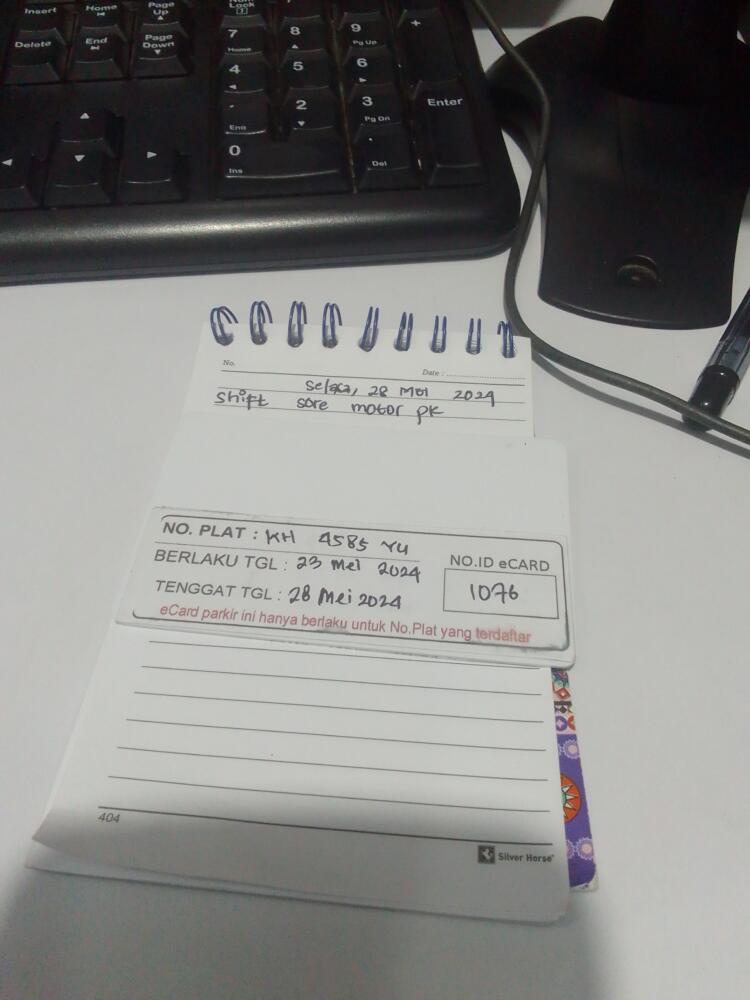 Insert Home Page Up Num Lock 7 Home 8 9 Pg Up +
Delete End Page Down 4 5 6
2 3 Pg Dn Enter
End
0 Ins . Del
No. Date :
Selasa, 28 Mei 2024
Shift sore motor pk
NO. PLAT : KH 4585 YU
BERLAKU TGL : 23 Mei 2024
NO.ID eCARD
TENGGAT TGL : 28 Mei 2024
1076
eCard parkir ini hanya berlaku untuk No.Plat yang terdaftar
404
Silver Horse